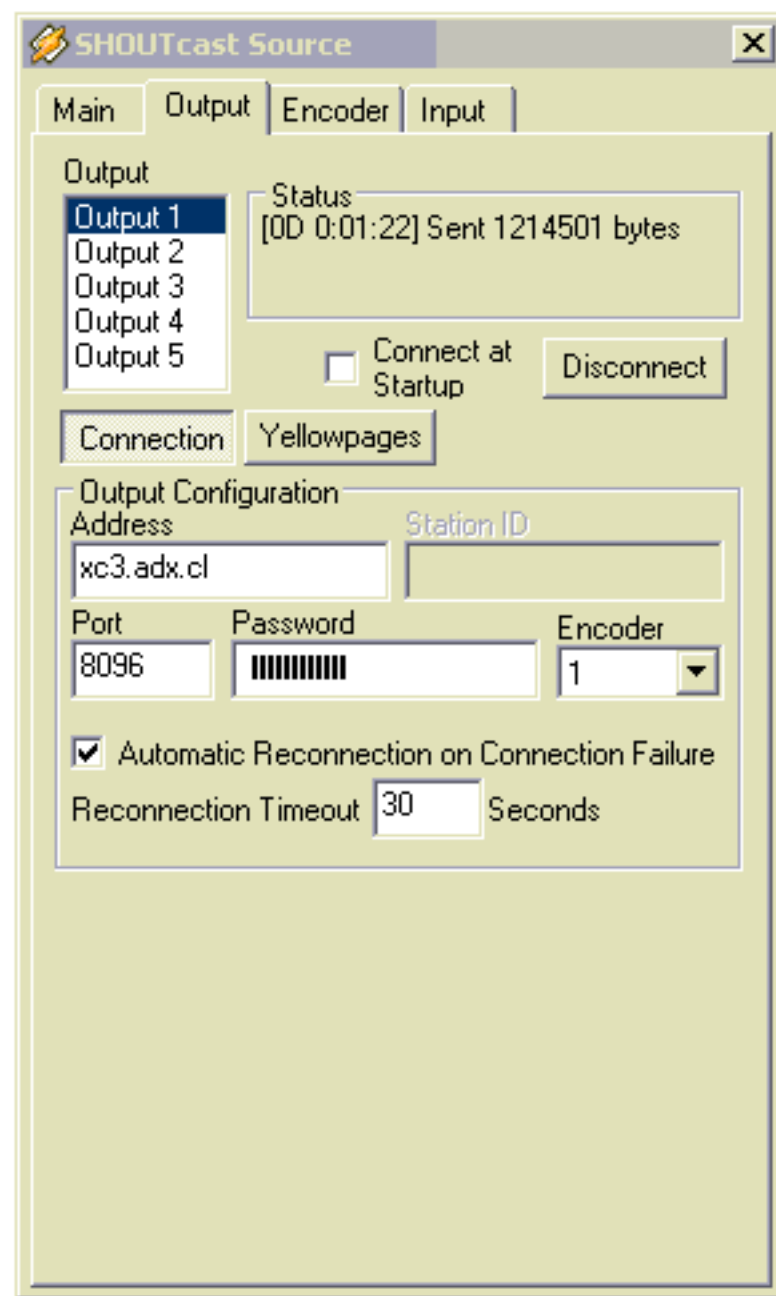 SHOUTcast Source
Main Output Encoder Input
Output
Output 1
Output 2
Output 3
Output 4
Output 5
Status
[0D 0:01:22] Sent 1214501 bytes
Connect at
Startup
Disconnect
Connection Yellowpages
Output Configuration
Address Station ID
xc3.adx.cl
Port Password Encoder
8096 1
Automatic Reconnection on Connection Failure
Reconnection Timeout 30 Seconds